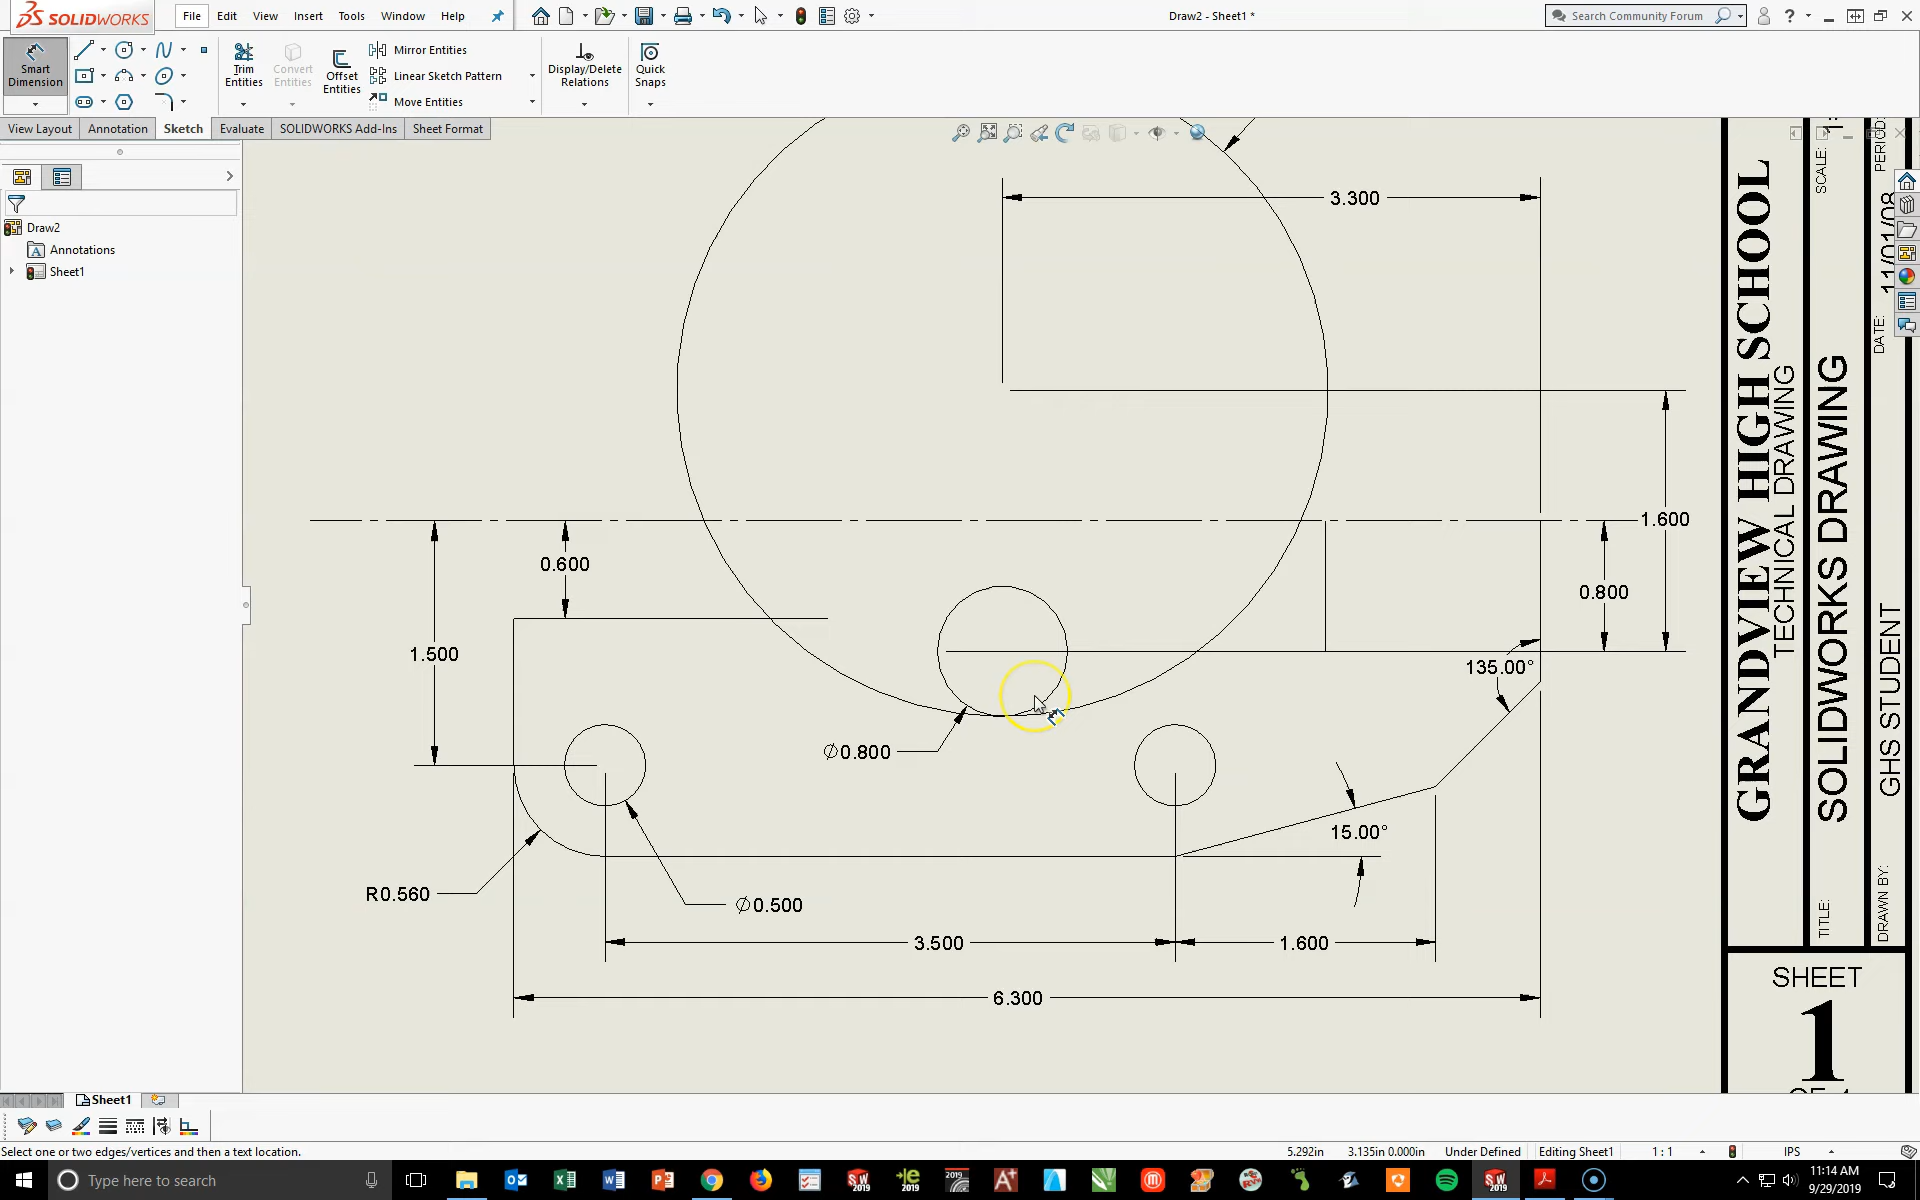 SOLIDWORKS
File Edit View Insert Tools Window Help
Draw2 - Sheet1 *
Search Community Forum
Smart Dimension
Trim Entities
Convert Entities
Offset Entities
Mirror Entities
Linear Sketch Pattern
Move Entities
Display/Delete Relations
Quick Snaps
View Layout Annotation Sketch Evaluate SOLIDWORKS Add-Ins Sheet Format
Draw2
Annotations
Sheet1
3.300
1.600
0.600
0.800
1.500
135.00°
Ø0.800
15.00°
R0.560
Ø0.500
3.500
1.600
6.300
GRANDVIEW HIGH SCHOOL
TECHNICAL DRAWING
SCALE:
TITLE:
SOLIDWORKS DRAWING
PERIOD:
DATE:
11/01/08
DRAWN BY:
GHS STUDENT
SHEET
1
Sheet1
Select one or two edges/vertices and then a text location.
5.292in 3.135in 0.000in Under Defined Editing Sheet1 1 : 1 IPS
Type here to search
11:14 AM
9/29/2019